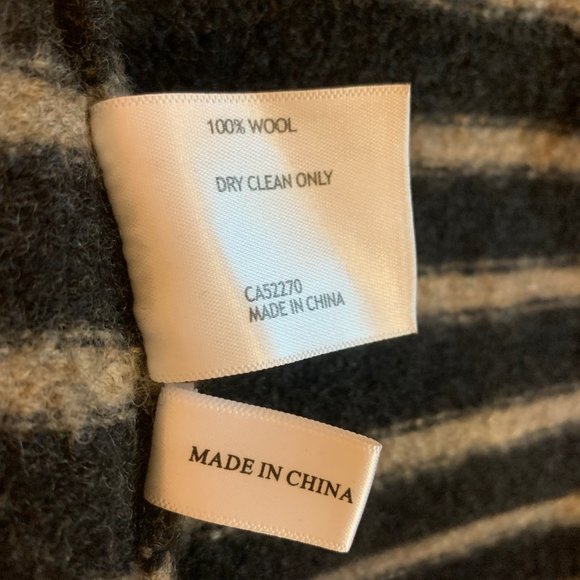 100% WOOL
DRY CLEAN ONLY
CA52270
MADE IN CHINA
MADE IN CHINA